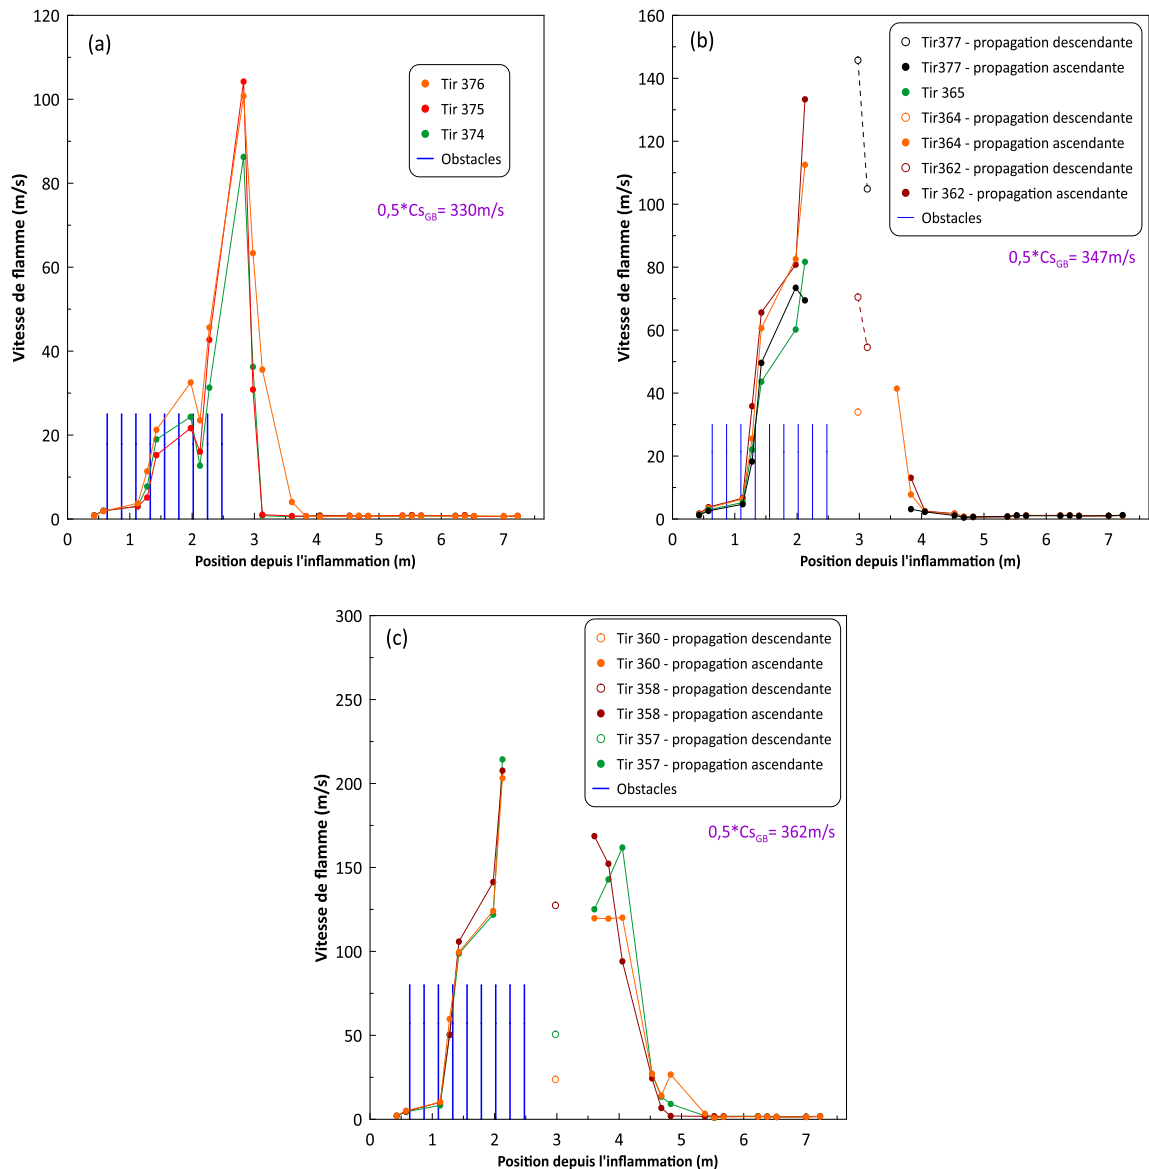 (a)
Vitesse de flamme (m/s)
120
100
80
60
40
20
0
Tir 376
Tir 375
Tir 374
Obstacles
0,5*CsGB= 330m/s
0 1 2 3 4 5 6 7
Position depuis l'inflammation (m)
(b)
Vitesse de flamme (m/s)
160
140
120
100
80
60
40
20
0
Tir377 - propagation descendante
Tir377 - propagation ascendante
Tir 365
Tir364 - propagation descendante
Tir364 - propagation ascendante
Tir362 - propagation descendante
Tir 362 - propagation ascendante
Obstacles
0,5*CsGB= 347m/s
0 1 2 3 4 5 6 7
Position depuis l'inflammation (m)
(c)
Vitesse de flamme (m/s)
300
250
200
150
100
50
0
Tir 360 - propagation descendante
Tir 360 - propagation ascendante
Tir 358 - propagation descendante
Tir 358 - propagation ascendante
Tir 357 - propagation descendante
Tir 357 - propagation ascendante
Obstacles
0,5*CsGB= 362m/s
0 1 2 3 4 5 6 7
Position depuis l'inflammation (m)